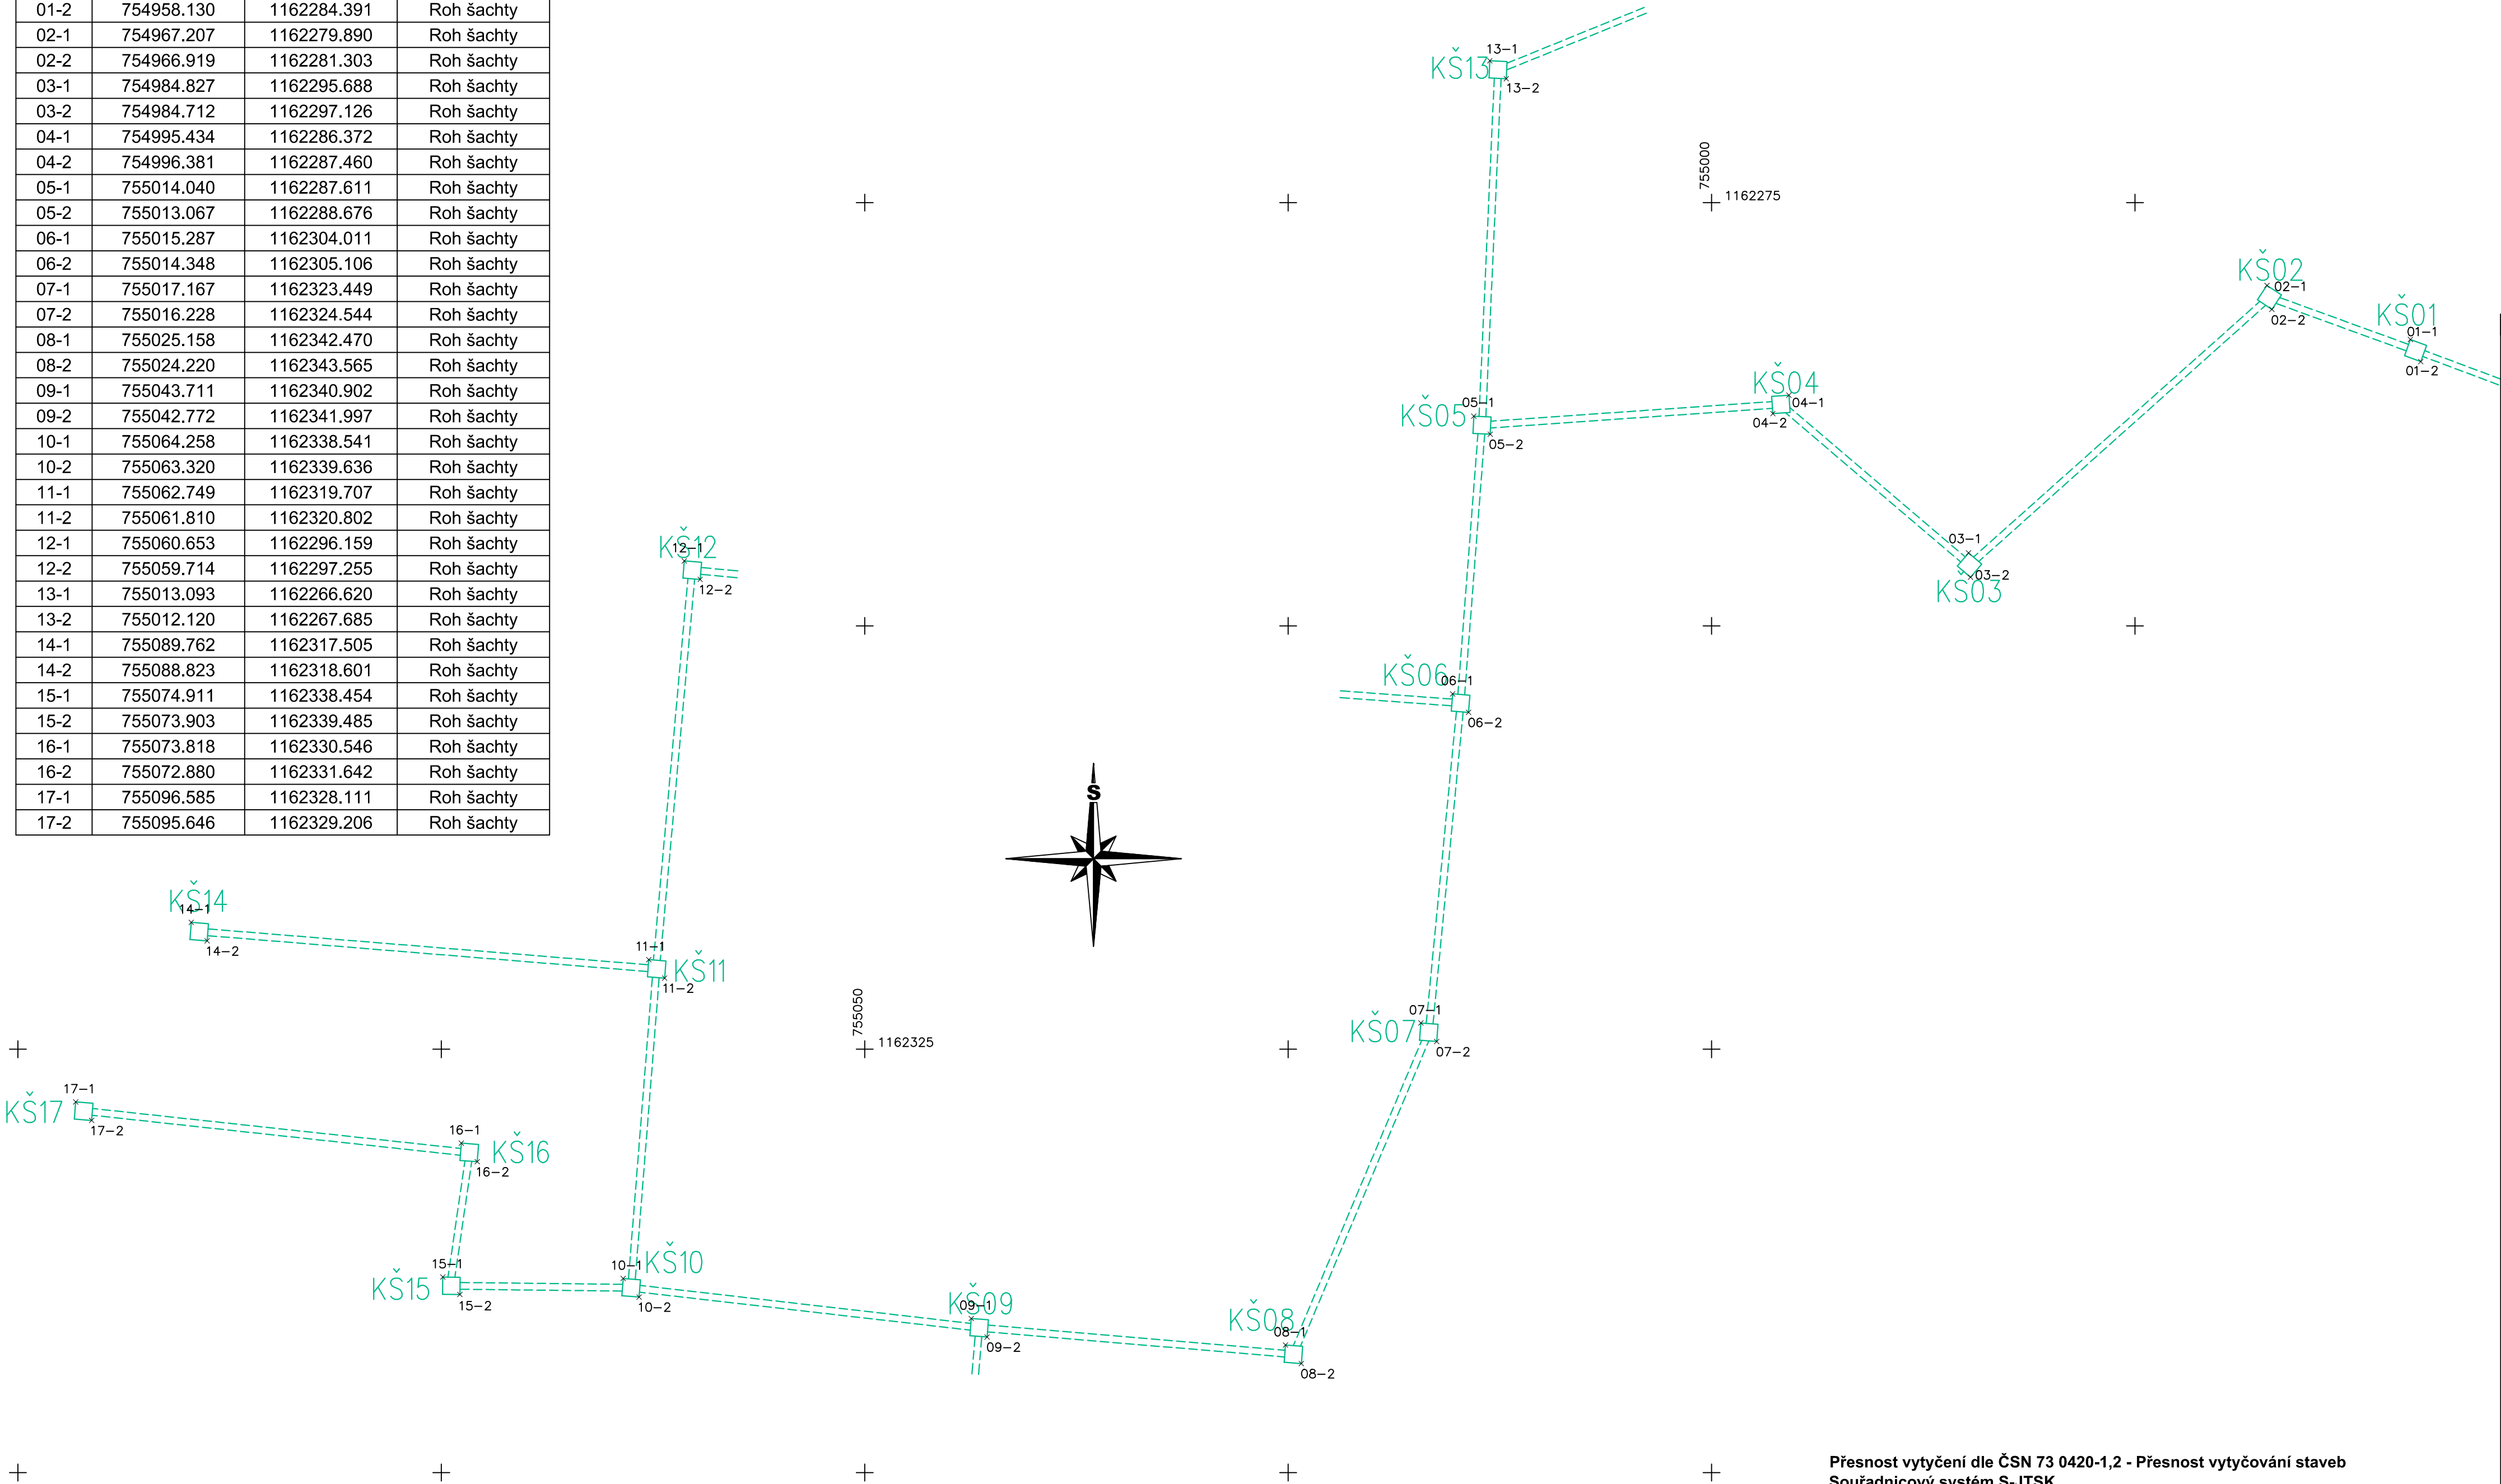 01-2 754958.130 1162284.391 Roh šachty
02-1 754967.207 1162279.890 Roh šachty
02-2 754966.919 1162281.303 Roh šachty
03-1 754984.827 1162295.688 Roh šachty
03-2 754984.712 1162297.126 Roh šachty
04-1 754995.434 1162286.372 Roh šachty
04-2 754996.381 1162287.460 Roh šachty
05-1 755014.040 1162287.611 Roh šachty
05-2 755013.067 1162288.676 Roh šachty
06-1 755015.287 1162304.011 Roh šachty
06-2 755014.348 1162305.106 Roh šachty
07-1 755017.167 1162323.449 Roh šachty
07-2 755016.228 1162324.544 Roh šachty
08-1 755025.158 1162342.470 Roh šachty
08-2 755024.220 1162343.565 Roh šachty
09-1 755043.711 1162340.902 Roh šachty
09-2 755042.772 1162341.997 Roh šachty
10-1 755064.258 1162338.541 Roh šachty
10-2 755063.320 1162339.636 Roh šachty
11-1 755062.749 1162319.707 Roh šachty
11-2 755061.810 1162320.802 Roh šachty
12-1 755060.653 1162296.159 Roh šachty
12-2 755059.714 1162297.255 Roh šachty
13-1 755013.093 1162266.620 Roh šachty
13-2 755012.120 1162267.685 Roh šachty
14-1 755089.762 1162317.505 Roh šachty
14-2 755088.823 1162318.601 Roh šachty
15-1 755074.911 1162338.454 Roh šachty
15-2 755073.903 1162339.485 Roh šachty
16-1 755073.818 1162330.546 Roh šachty
16-2 755072.880 1162331.642 Roh šachty
17-1 755096.585 1162328.111 Roh šachty
17-2 755095.646 1162329.206 Roh šachty
13-1
KŠ13
13-2
755000
1162275
KŠ02
02-1
02-2
KŠ01
01-1
01-2
KŠ04
04-1
04-2
05-1
KŠ05
05-2
03-1
03-2
KŠ03
KŠ12
12-1
12-2
KŠ06
06-1
06-2
S
KŠ14
14-1
14-2
11-1
KŠ11
11-2
755050
1162325
07-1
KŠ07
07-2
17-1
KŠ17
17-2
16-1
KŠ16
16-2
15-1
KŠ15
15-2
KŠ10
10-1
10-2
KŠ09
09-1
09-2
KŠ08
08-1
08-2
Přesnost vytyčení dle ČSN 73 0420-1,2 - Přesnost vytyčování staveb
Souřadnicový systém S-JTSK